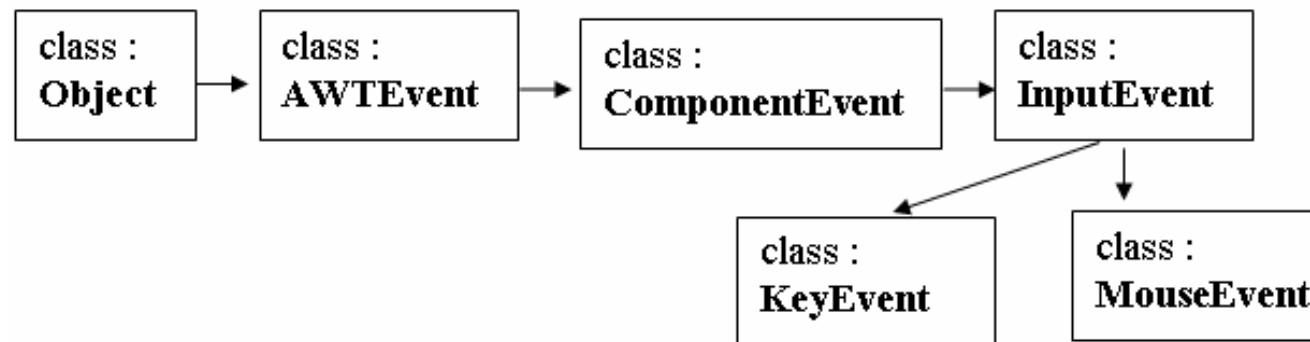 class :
Object
class :
AWTEvent
class :
ComponentEvent
class :
InputEvent
class :
KeyEvent
class :
MouseEvent